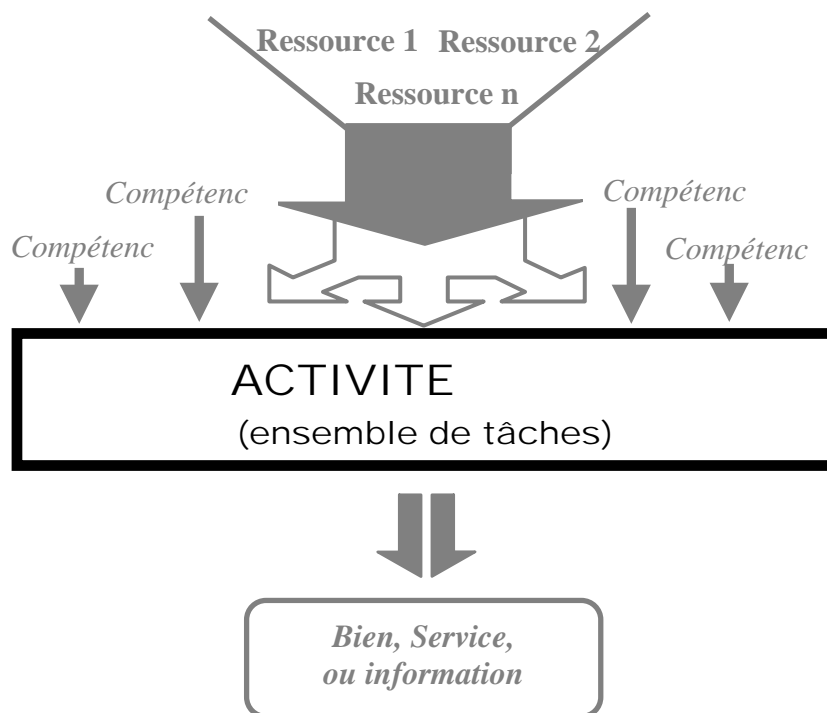 Ressource 1 Ressource 2
Ressource n
Compétenc Compétenc
Compétenc Compétenc
ACTIVITE
(ensemble de tâches)
Bien, Service,
ou information